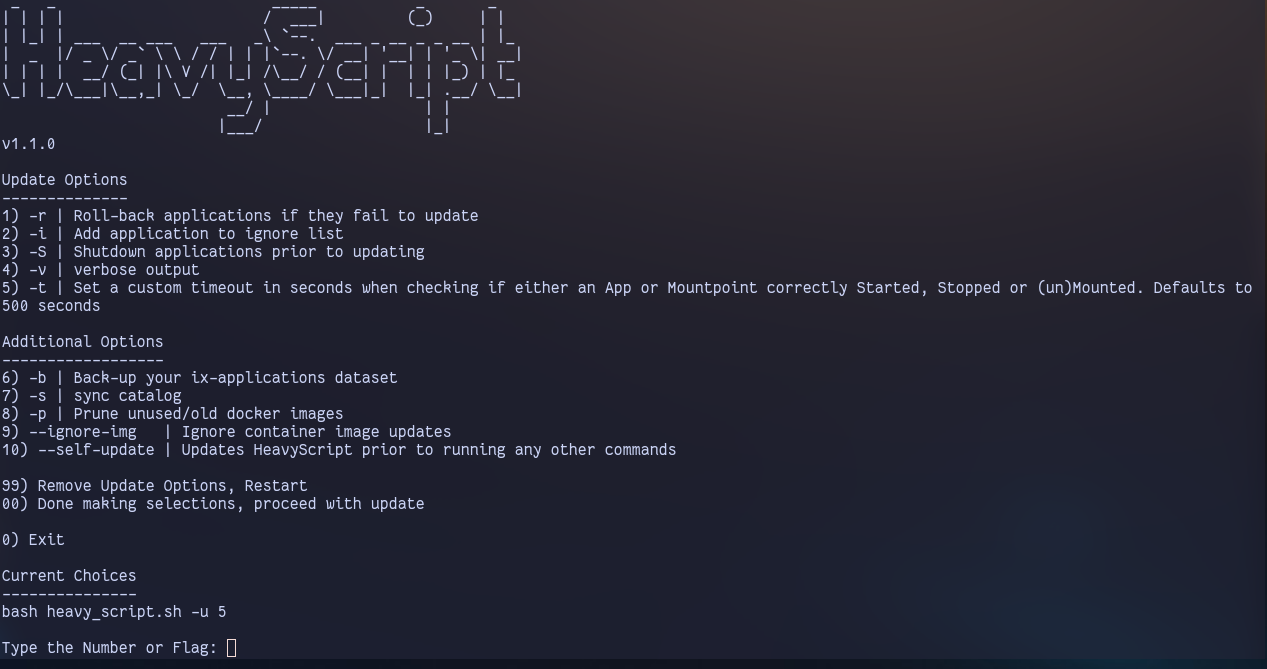 HeavyScript
v1.1.0
Update Options
--------------
1) -r | Roll-back applications if they fail to update
2) -i | Add application to ignore list
3) -S | Shutdown applications prior to updating
4) -v | verbose output
5) -t | Set a custom timeout in seconds when checking if either an App or Mountpoint correctly Started, Stopped or (un)Mounted. Defaults to
500 seconds
Additional Options
------------------
6) -b | Back-up your ix-applications dataset
7) -s | sync catalog
8) -p | Prune unused/old docker images
9) --ignore-img   | Ignore container image updates
10) --self-update | Updates HeavyScript prior to running any other commands
99) Remove Update Options, Restart
00) Done making selections, proceed with update
0) Exit
Current Choices
---------------
bash heavy_script.sh -u 5
Type the Number or Flag: